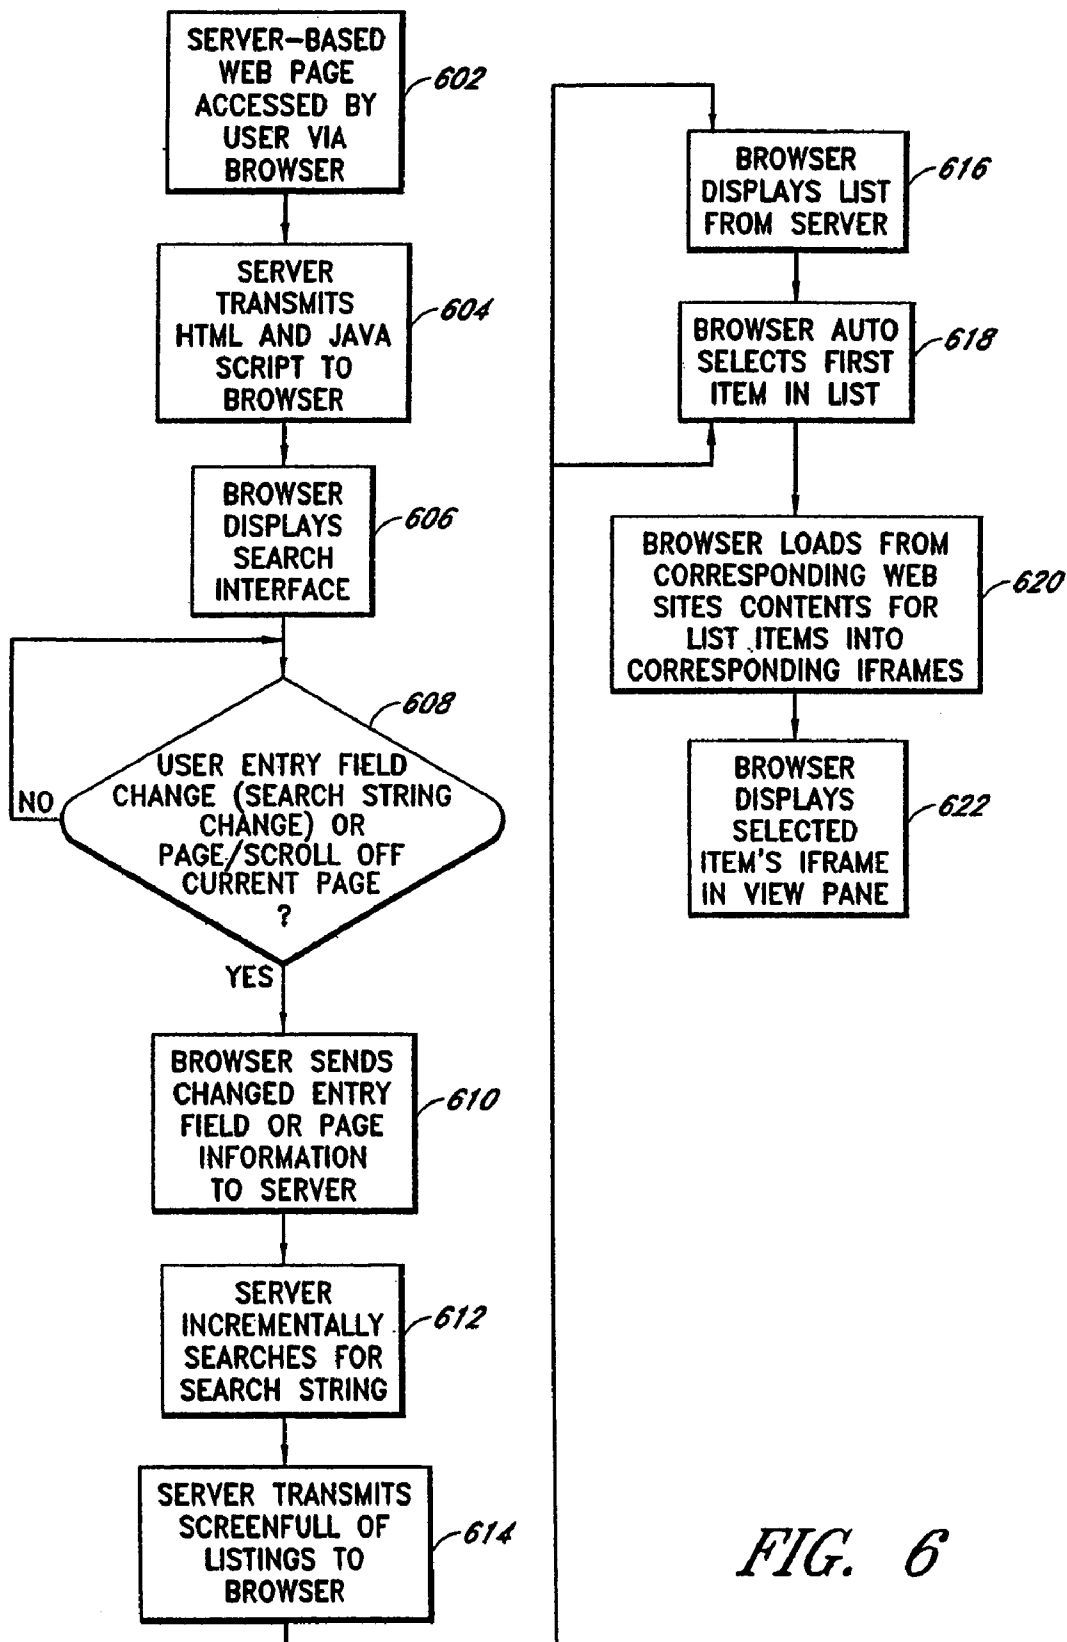 SERVER-BASED
WEB PAGE
ACCESSED BY
USER VIA
BROWSER
602
SERVER
TRANSMITS
HTML AND JAVA
SCRIPT TO
BROWSER
604
BROWSER
DISPLAYS
SEARCH
INTERFACE
606
608
USER ENTRY FIELD
CHANGE (SEARCH STRING
CHANGE) OR
PAGE/SCROLL OFF
CURRENT PAGE
?
NO
YES
BROWSER SENDS
CHANGED ENTRY
FIELD OR PAGE
INFORMATION
TO SERVER
610
SERVER
INCREMENTALLY
SEARCHES FOR
SEARCH STRING
612
SERVER TRANSMITS
SCREENFULL OF
LISTINGS TO
BROWSER
614
BROWSER
DISPLAYS LIST
FROM SERVER
616
BROWSER AUTO
SELECTS FIRST
ITEM IN LIST
618
BROWSER LOADS FROM
CORRESPONDING WEB
SITES CONTENTS FOR
LIST ITEMS INTO
CORRESPONDING IFRAMES
620
BROWSER
DISPLAYS
SELECTED
ITEM'S IFRAME
IN VIEW PANE
622
FIG. 6